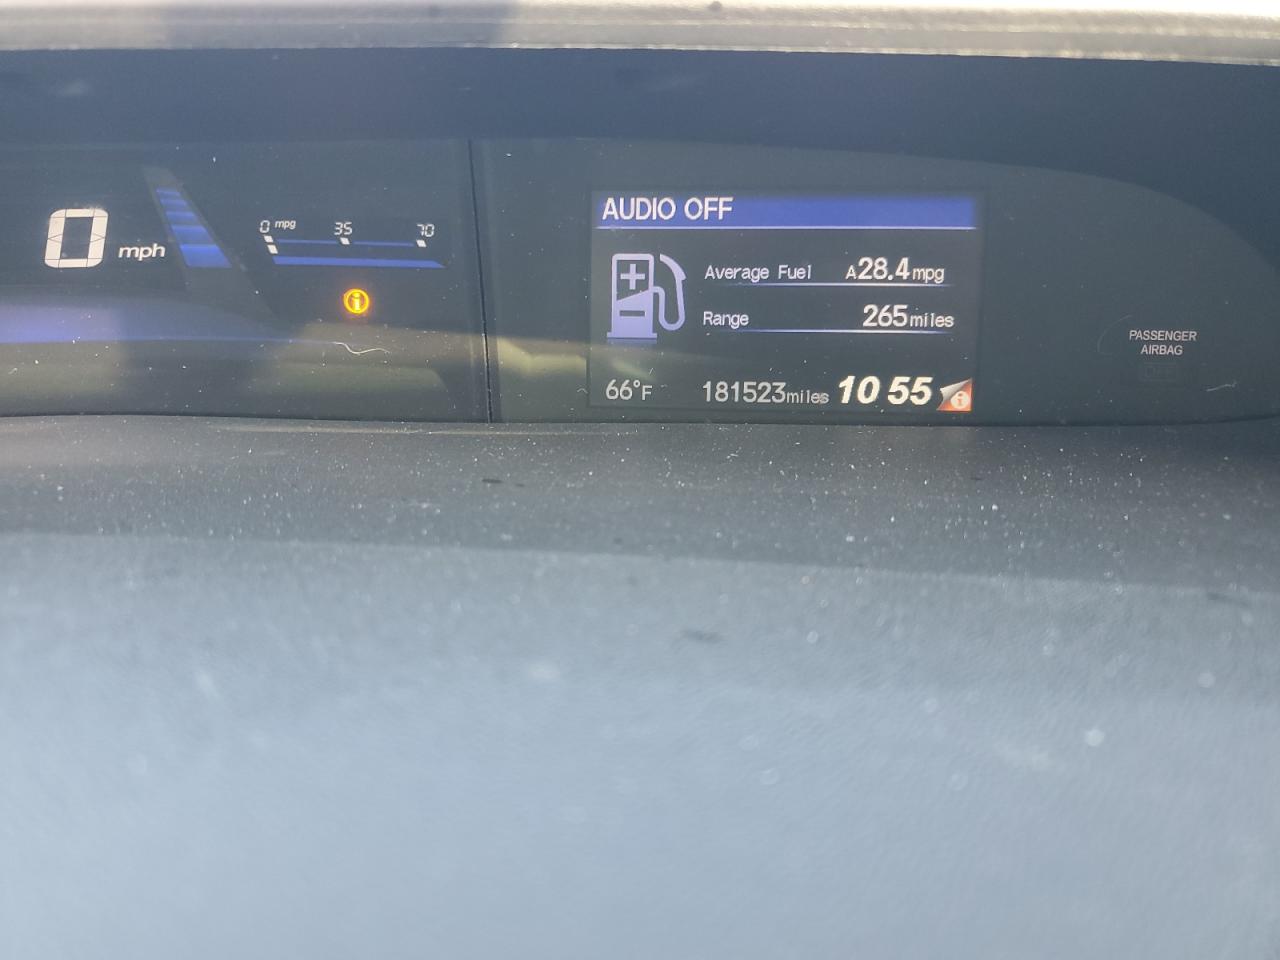 0 mph
0 mpg 35 70
AUDIO OFF
Average Fuel A28.4mpg
Range 265miles
66°F 181523miles 10 55
PASSENGER
AIRBAG